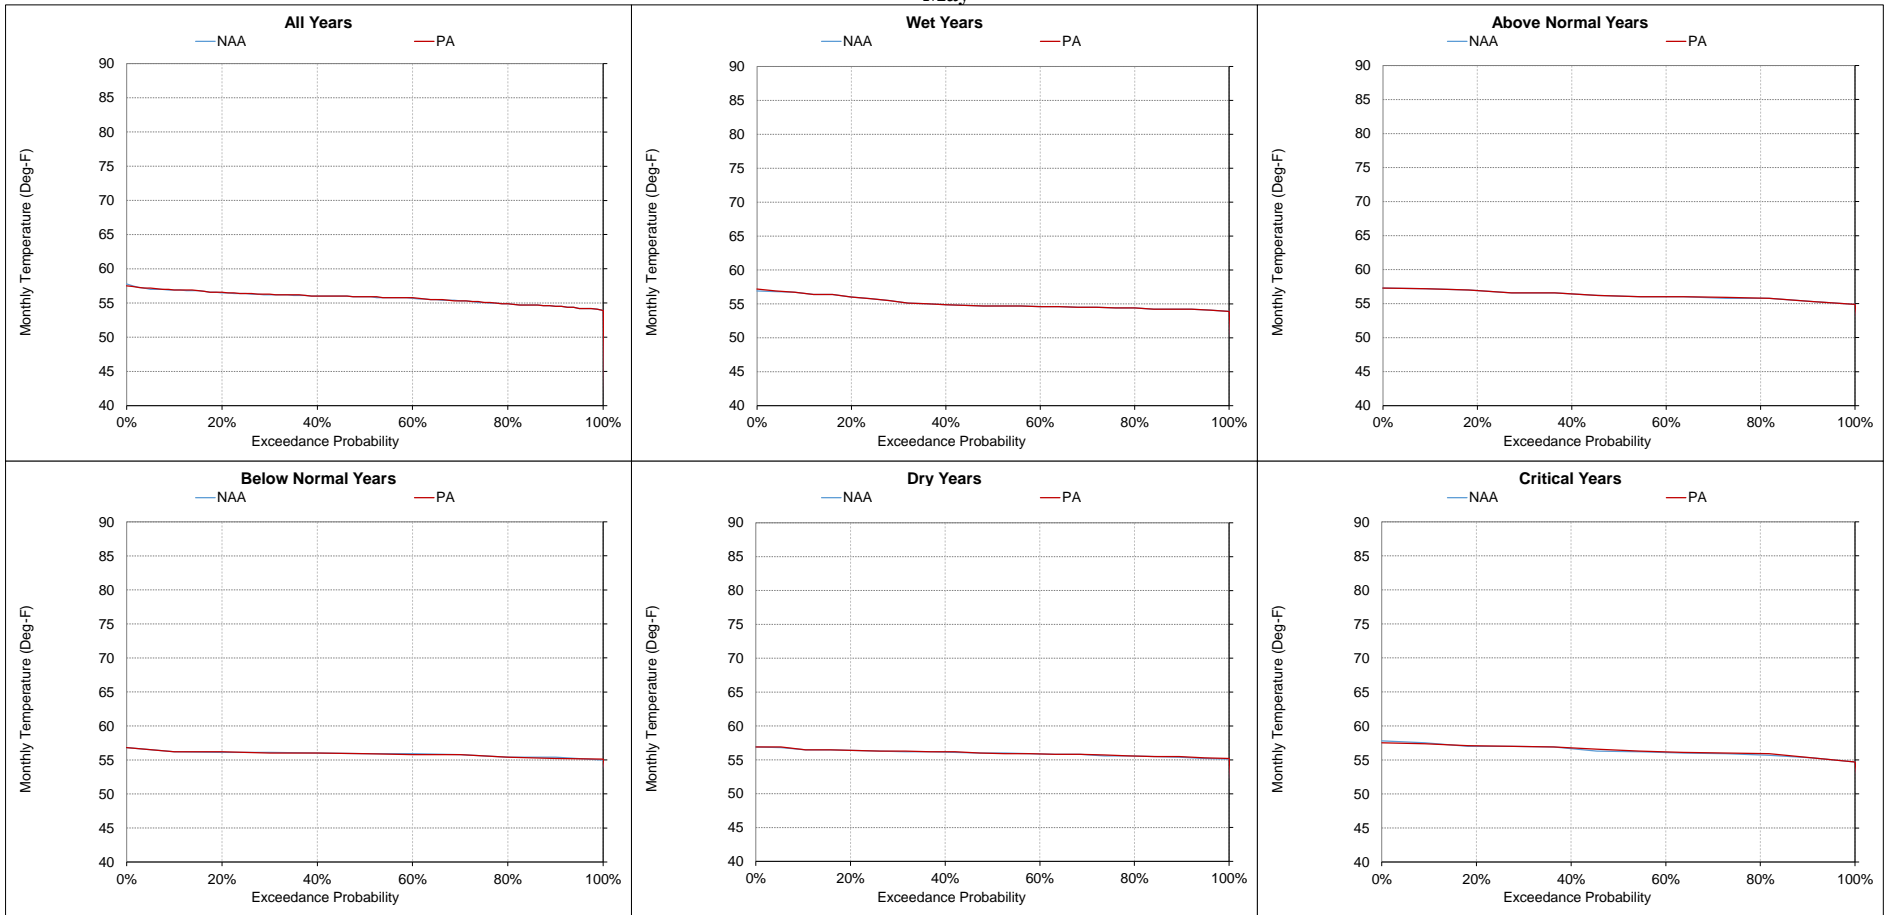 All Years
NAA PA
90
85
80
75
70
65
60
55
50
45
40
Monthly Temperature (Deg-F)
0% 20% 40% 60% 80% 100%
Exceedance Probability
Wet Years
NAA PA
90
85
80
75
70
65
60
55
50
45
40
Monthly Temperature (Deg-F)
0% 20% 40% 60% 80% 100%
Exceedance Probability
Above Normal Years
NAA PA
90
85
80
75
70
65
60
55
50
45
40
Monthly Temperature (Deg-F)
0% 20% 40% 60% 80% 100%
Exceedance Probability
Below Normal Years
NAA PA
90
85
80
75
70
65
60
55
50
45
40
Monthly Temperature (Deg-F)
0% 20% 40% 60% 80% 100%
Exceedance Probability
Dry Years
NAA PA
90
85
80
75
70
65
60
55
50
45
40
Monthly Temperature (Deg-F)
0% 20% 40% 60% 80% 100%
Exceedance Probability
Critical Years
NAA PA
90
85
80
75
70
65
60
55
50
45
40
Monthly Temperature (Deg-F)
0% 20% 40% 60% 80% 100%
Exceedance Probability